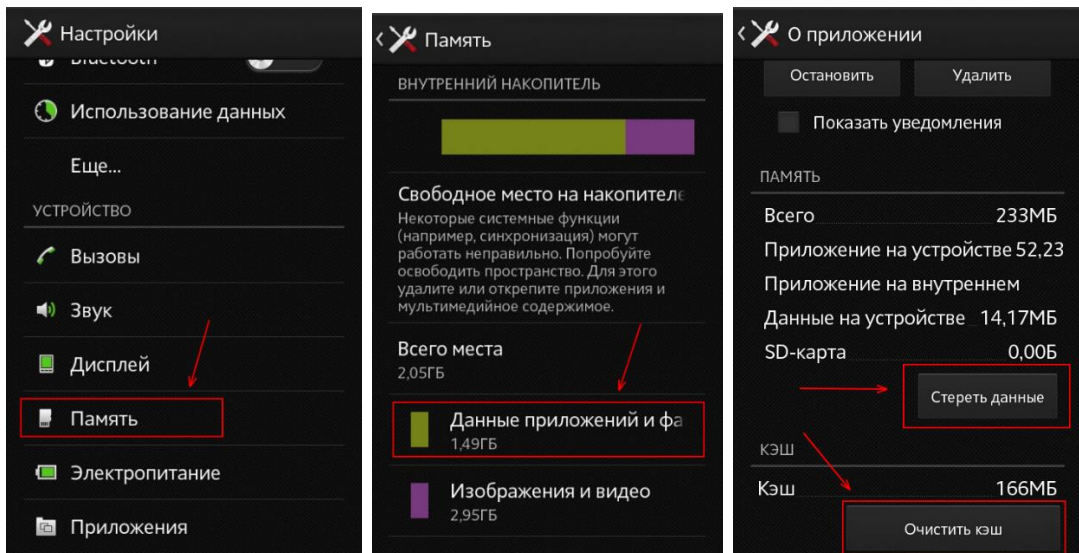 Настройки
Bluetooth
Использование данных
Еще...
УСТРОЙСТВО
Вызовы
Звук
Дисплей
Память
Электропитание
Приложения
Память
ВНУТРЕННИЙ НАКОПИТЕЛЬ
Свободное место на накопителе
Некоторые системные функции
(например, синхронизация) могут
работать неправильно. Попробуйте
освободить пространство. Для этого
удалите или открепите приложения и
мультимедийное содержимое.
Всего места
2,05ГБ
Данные приложений и фа
1,49ГБ
Изображения и видео
2,95ГБ
О приложении
Остановить Удалить
Показать уведомления
ПАМЯТЬ
Всего 233МБ
Приложение на устройстве 52,23
Приложение на внутреннем
Данные на устройстве 14,17МБ
SD-карта 0,00Б
Стереть данные
КЭШ
Кэш 166МБ
Очистить кэш